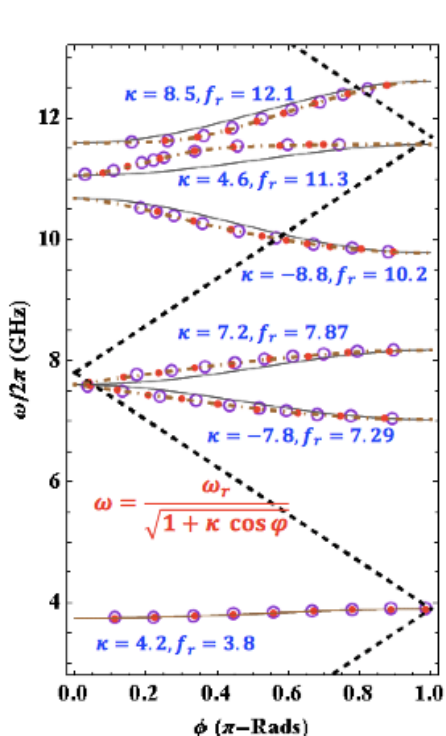 κ = 8.5, f_r = 12.1
12
κ = 4.6, f_r = 11.3
10
κ = −8.8, f_r = 10.2
ω/2π (GHz)
κ = 7.2, f_r = 7.87
8
κ = −7.8, f_r = 7.29
6
ω = ω_r / √(1 + κ cos φ)
4
κ = 4.2, f_r = 3.8
0.0 0.2 0.4 0.6 0.8 1.0
ϕ (π−Rads)